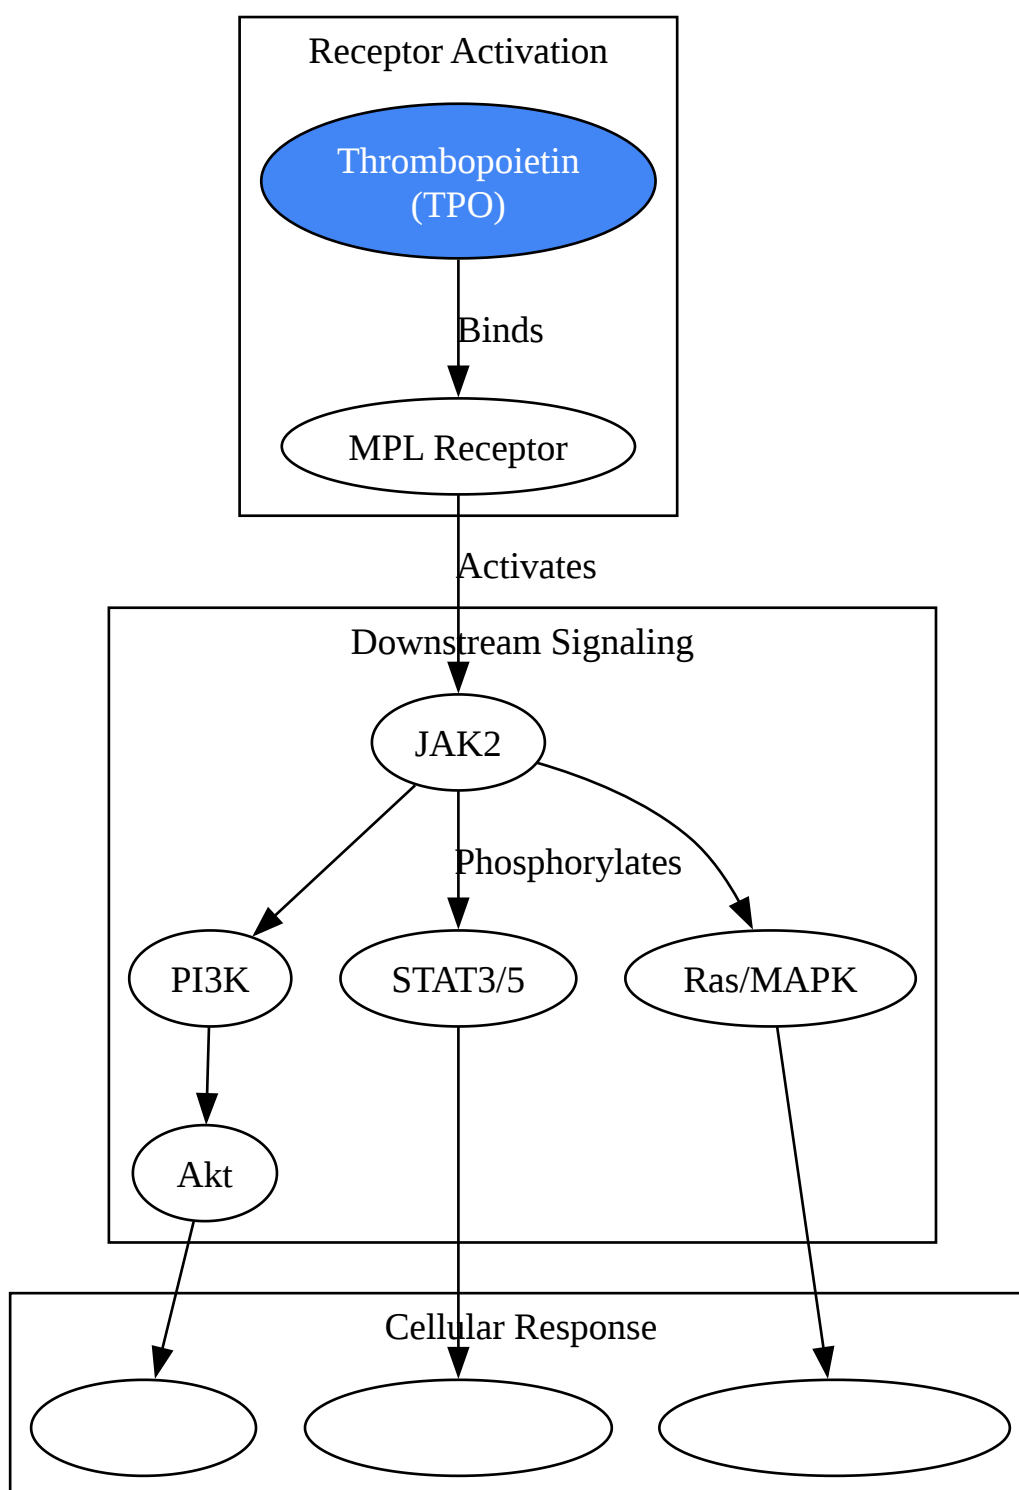 Receptor Activation
Thrombopoietin
(TPO)
Binds
MPL Receptor
Activates
Downstream Signaling
JAK2
Phosphorylates
PI3K
STAT3/5
Ras/MAPK
Akt
Cellular Response